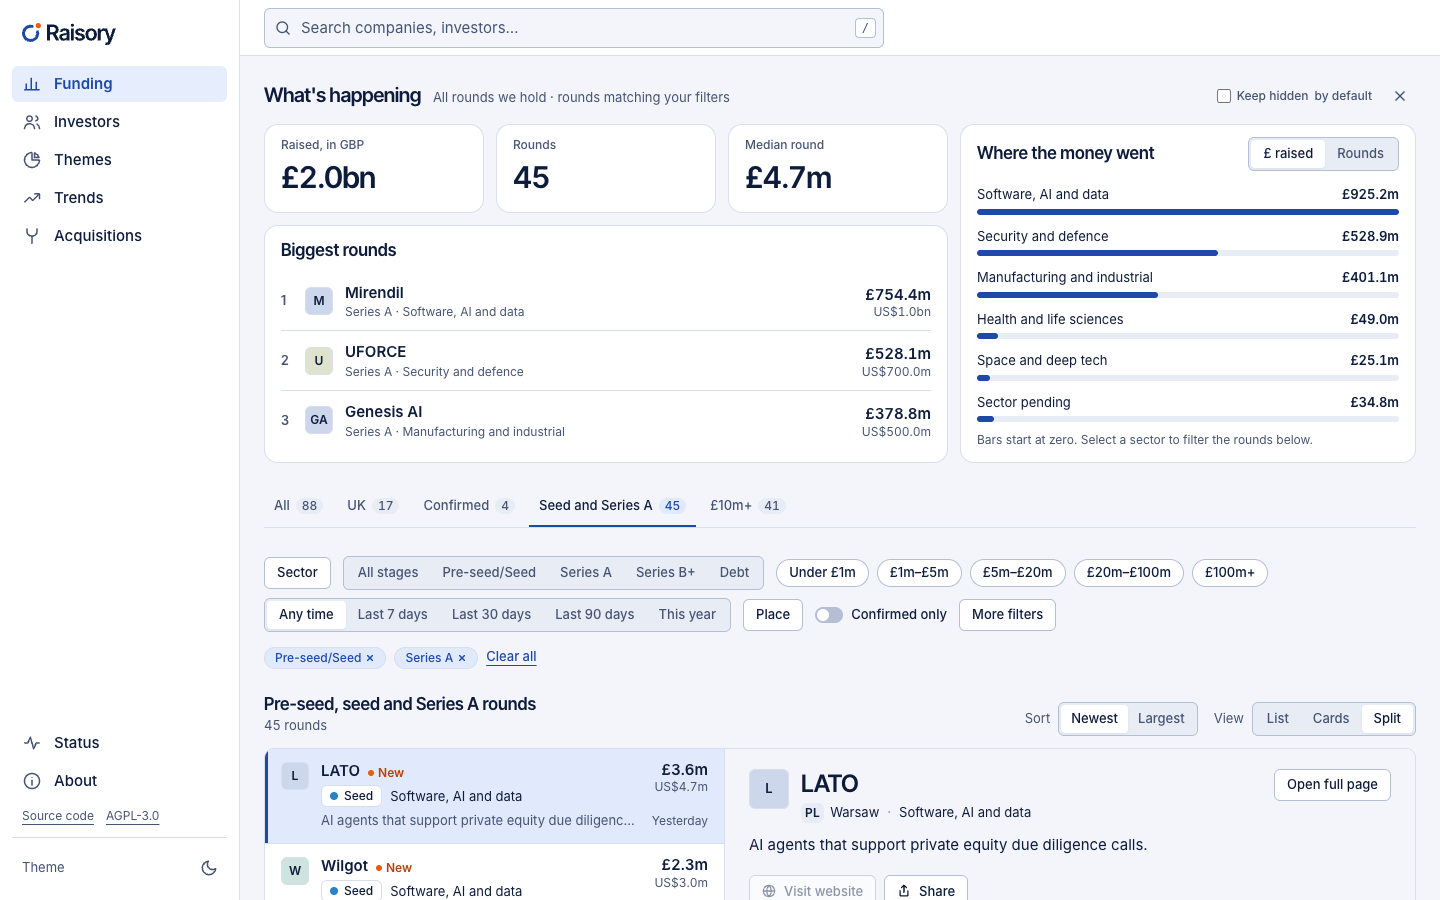 Raisory
Funding
Investors
Themes
Trends
Acquisitions
Status
About
Source code AGPL-3.0
Theme
Search companies, investors... /
What's happening All rounds we hold · rounds matching your filters
Keep hidden by default
Raised, in GBP
£2.0bn
Rounds
45
Median round
£4.7m
Biggest rounds
1 M Mirendil £754.4m
Series A · Software, AI and data US$1.0bn
2 U UFORCE £528.1m
Series A · Security and defence US$700.0m
3 GA Genesis AI £378.8m
Series A · Manufacturing and industrial US$500.0m
Where the money went £ raised Rounds
Software, AI and data £925.2m
Security and defence £528.9m
Manufacturing and industrial £401.1m
Health and life sciences £49.0m
Space and deep tech £25.1m
Sector pending £34.8m
Bars start at zero. Select a sector to filter the rounds below.
All 88 UK 17 Confirmed 4 Seed and Series A 45 £10m+ 41
Sector All stages Pre-seed/Seed Series A Series B+ Debt Under £1m £1m–£5m £5m–£20m £20m–£100m £100m+
Any time Last 7 days Last 30 days Last 90 days This year Place Confirmed only More filters
Pre-seed/Seed × Series A × Clear all
Pre-seed, seed and Series A rounds
45 rounds
Sort Newest Largest View List Cards Split
L LATO New £3.6m
Seed Software, AI and data US$4.7m
AI agents that support private equity due diligenc... Yesterday
W Wilgot New £2.3m
Seed Software, AI and data US$3.0m
L LATO Open full page
PL Warsaw · Software, AI and data
AI agents that support private equity due diligence calls.
Visit website Share